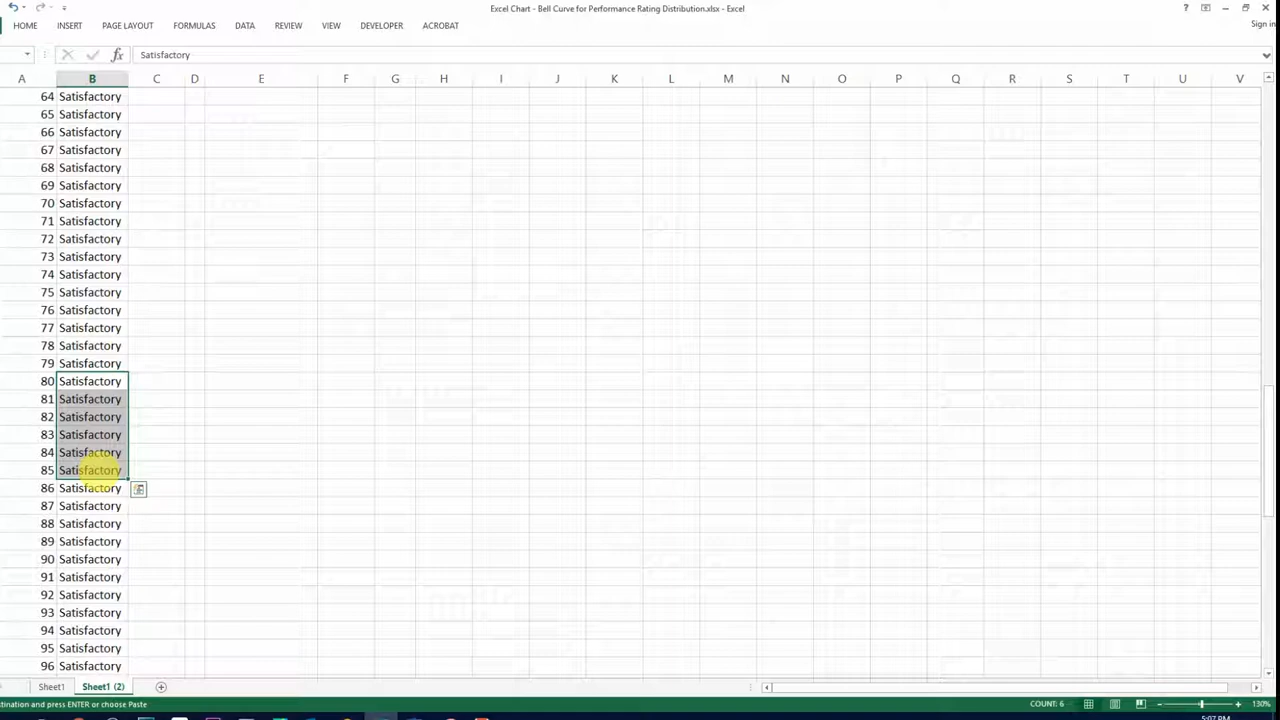 Excel Chart - Bell Curve for Performance Rating Distribution.xlsx - Excel
?
HOME INSERT PAGE LAYOUT FORMULAS DATA REVIEW VIEW DEVELOPER ACROBAT
Sign in
fx Satisfactory
A B C D E F G H I J K L M N O P Q R S T U V
64 Satisfactory
65 Satisfactory
66 Satisfactory
67 Satisfactory
68 Satisfactory
69 Satisfactory
70 Satisfactory
71 Satisfactory
72 Satisfactory
73 Satisfactory
74 Satisfactory
75 Satisfactory
76 Satisfactory
77 Satisfactory
78 Satisfactory
79 Satisfactory
80 Satisfactory
81 Satisfactory
82 Satisfactory
83 Satisfactory
84 Satisfactory
85 Satisfactory
86 Satisfactory
87 Satisfactory
88 Satisfactory
89 Satisfactory
90 Satisfactory
91 Satisfactory
92 Satisfactory
93 Satisfactory
94 Satisfactory
95 Satisfactory
96 Satisfactory
Sheet1 Sheet1 (2)
tination and press ENTER or choose Paste
COUNT: 6
130%
5:07 PM